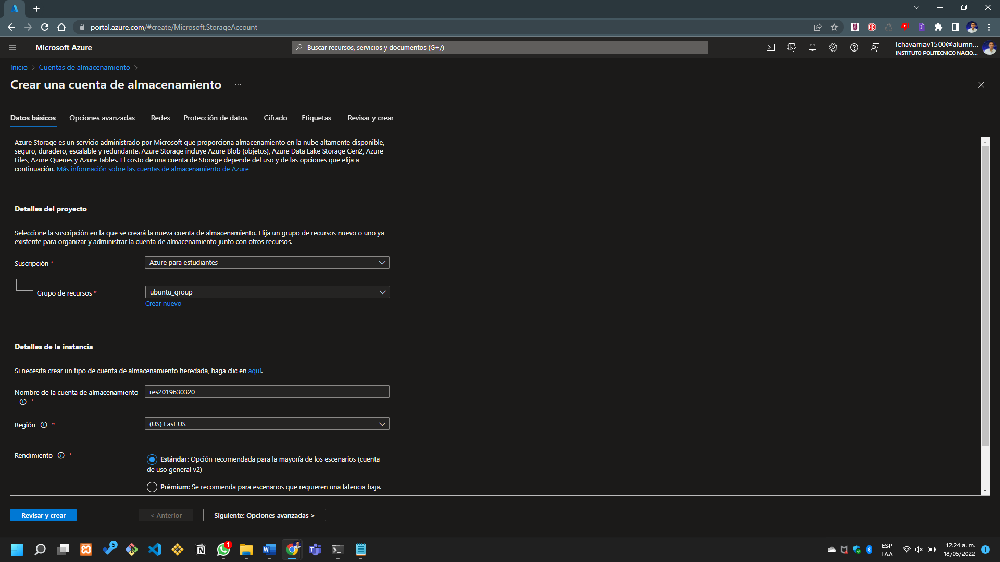 portal.azure.com/#create/Microsoft.StorageAccount
Microsoft Azure
Buscar recursos, servicios y documentos (G+/)
lchavarriav1500@alumn...
INSTITUTO POLITECNICO NACIO...
Inicio > Cuentas de almacenamiento >
Crear una cuenta de almacenamiento ...
Datos básicos Opciones avanzadas Redes Protección de datos Cifrado Etiquetas Revisar y crear
Azure Storage es un servicio administrado por Microsoft que proporciona almacenamiento en la nube altamente disponible,
seguro, duradero, escalable y redundante. Azure Storage incluye Azure Blob (objetos), Azure Data Lake Storage Gen2, Azure
Files, Azure Queues y Azure Tables. El costo de una cuenta de Storage depende del uso y de las opciones que elija a
continuación. Más información sobre las cuentas de almacenamiento de Azure
Detalles del proyecto
Seleccione la suscripción en la que se creará la nueva cuenta de almacenamiento. Elija un grupo de recursos nuevo o uno ya
existente para organizar y administrar la cuenta de almacenamiento junto con otros recursos.
Suscripción * Azure para estudiantes
Grupo de recursos * ubuntu_group
Crear nuevo
Detalles de la instancia
Si necesita crear un tipo de cuenta de almacenamiento heredada, haga clic en aquí.
Nombre de la cuenta de almacenamiento * res2019630320
Región * (US) East US
Rendimiento * Estándar: Opción recomendada para la mayoría de los escenarios (cuenta
de uso general v2)
Prémium: Se recomienda para escenarios que requieren una latencia baja.
Revisar y crear < Anterior Siguiente: Opciones avanzadas >
5
1
ESP
LAA
12:24 a. m.
18/05/2022
1